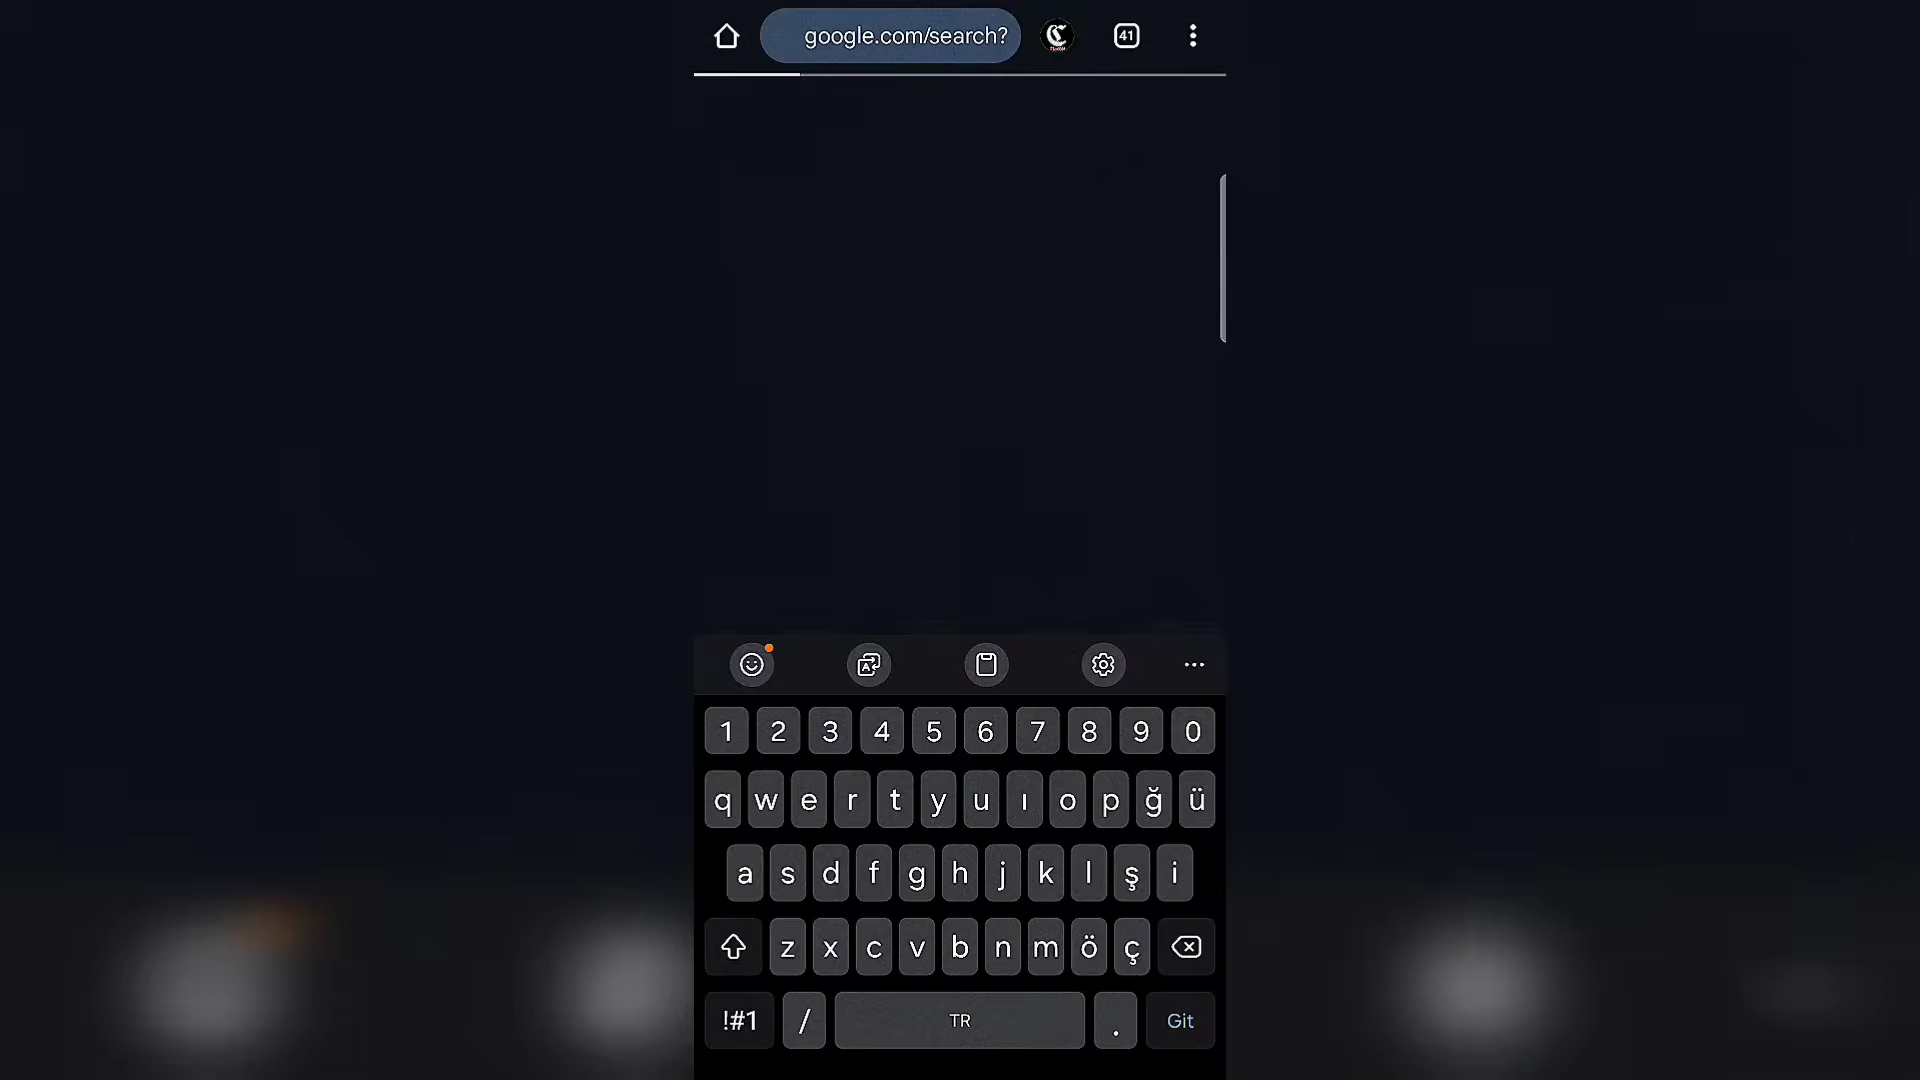 google.com/search?
41
1 2 3 4 5 6 7 8 9 0
q w e r t y u ı o p ğ ü
a s d f g h j k l ş i
z x c v b n m ö ç
!#1 / TR . Git